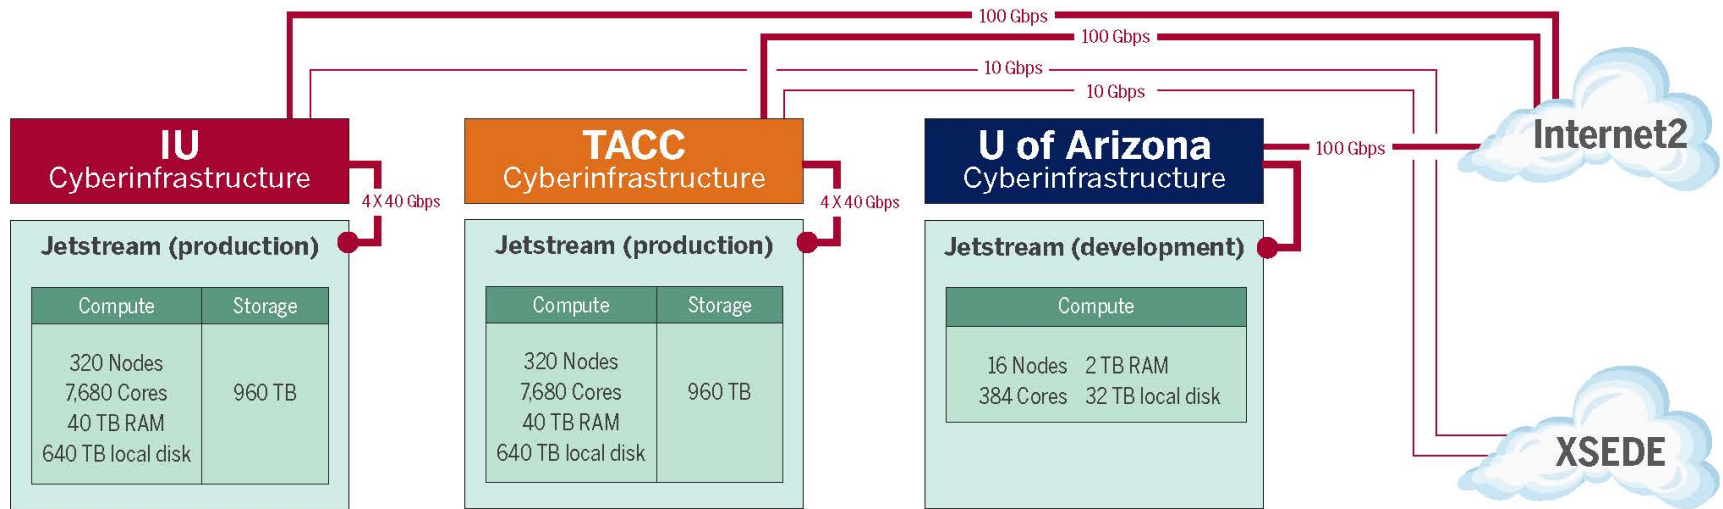 100 Gbps
100 Gbps
10 Gbps
10 Gbps
IU
Cyberinfrastructure
4 X 40 Gbps
TACC
Cyberinfrastructure
4 X 40 Gbps
U of Arizona
Cyberinfrastructure
100 Gbps
Internet2
Jetstream (production)
Compute
Storage
320 Nodes
7,680 Cores
40 TB RAM
640 TB local disk
960 TB
Jetstream (production)
Compute
Storage
320 Nodes
7,680 Cores
40 TB RAM
640 TB local disk
960 TB
Jetstream (development)
Compute
16 Nodes 2 TB RAM
384 Cores 32 TB local disk
XSEDE